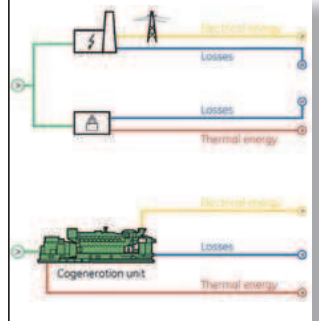 Electrical energy
Losses
Losses
Thermal energy
Electrical energy
Losses
Cogeneration unit
Thermal energy